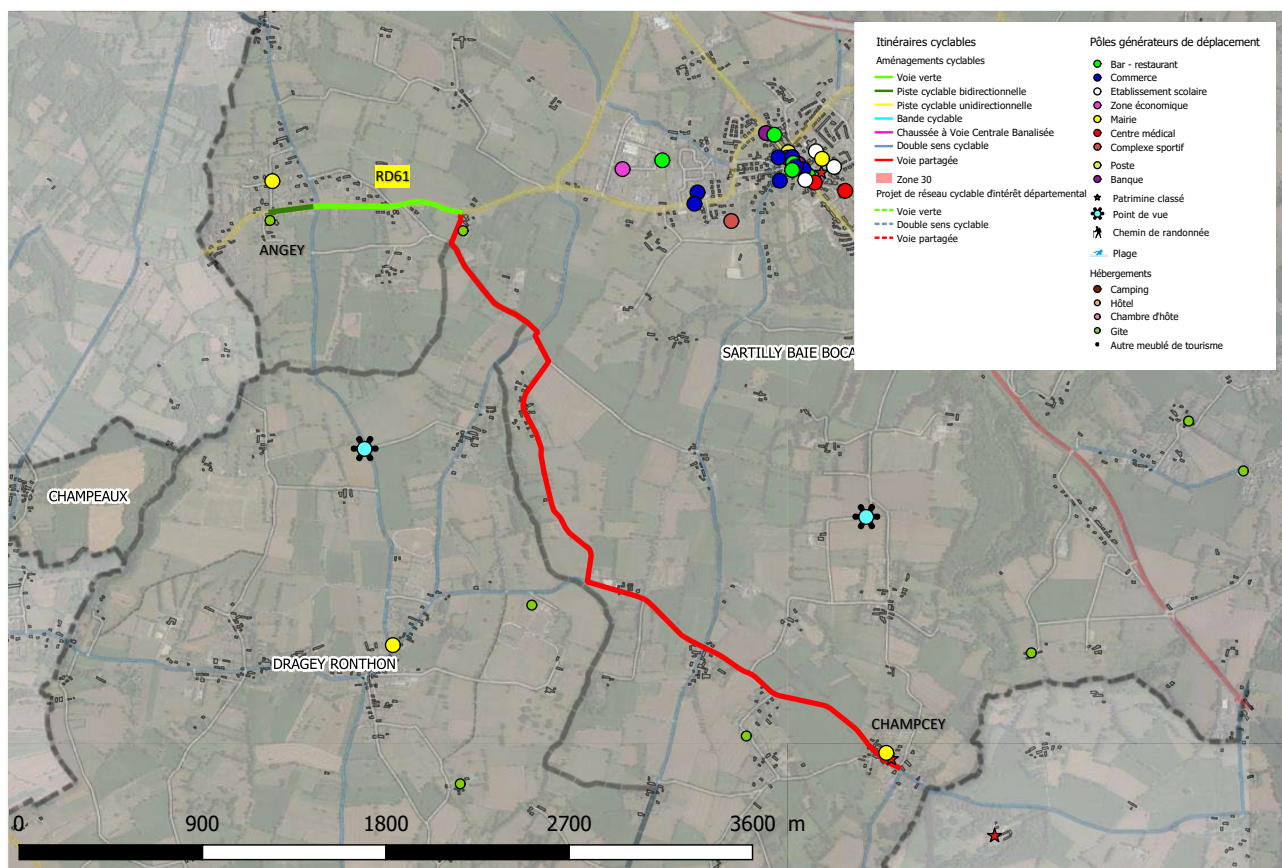 Itinéraires cyclables
Aménagements cyclables
Voie verte
Piste cyclable bidirectionnelle
Piste cyclable unidirectionnelle
Bande cyclable
Chaussée à Voie Centrale Banalisée
Double sens cyclable
Voie partagée
Zone 30
Projet de réseau cyclable d'intérêt départemental
Voie verte
Double sens cyclable
Voie partagée
Pôles générateurs de déplacement
Bar - restaurant
Commerce
Etablissement scolaire
Zone économique
Mairie
Centre médical
Complexe sportif
Poste
Banque
Patrimine classé
Point de vue
Chemin de randonnée
Plage
Hébergements
Camping
Hôtel
Chambre d'hôte
Gite
Autre meublé de tourisme
RD61
ANGEY
SARTILLY BAIE BOCA
CHAMPEAUX
DRAGEY RONTHON
CHAMPCEY
0 900 1800 2700 3600 m